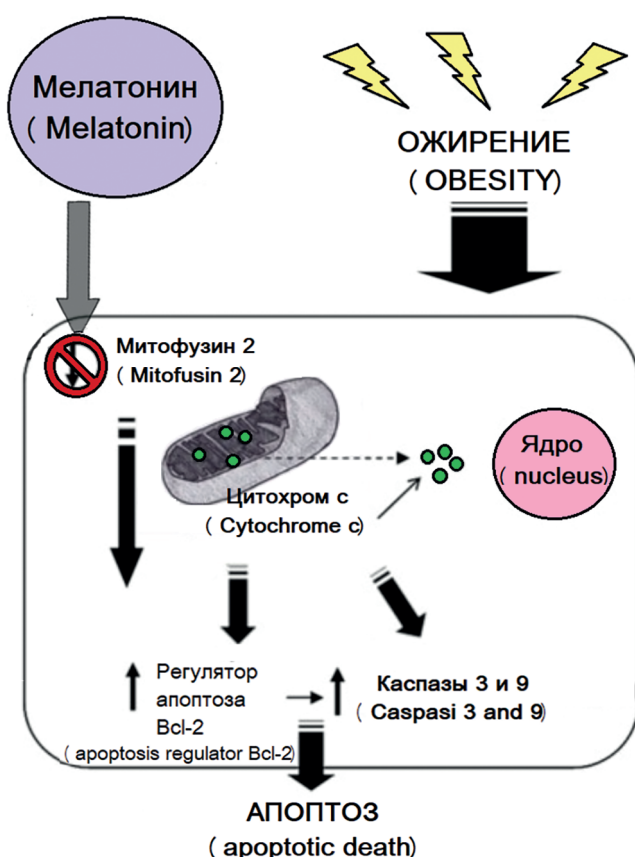 Мелатонин
( Melatonin)
ОЖИРЕНИЕ
( OBESITY)
Митофузин 2
( Mitofusin 2)
Ядро
( nucleus)
Цитохром с
( Cytochrome c)
Регулятор
апоптоза
Bcl-2
( apoptosis regulator Bcl-2)
Каспазы 3 и 9
( Caspasi 3 and 9)
АПОПТОЗ
( apoptotic death)